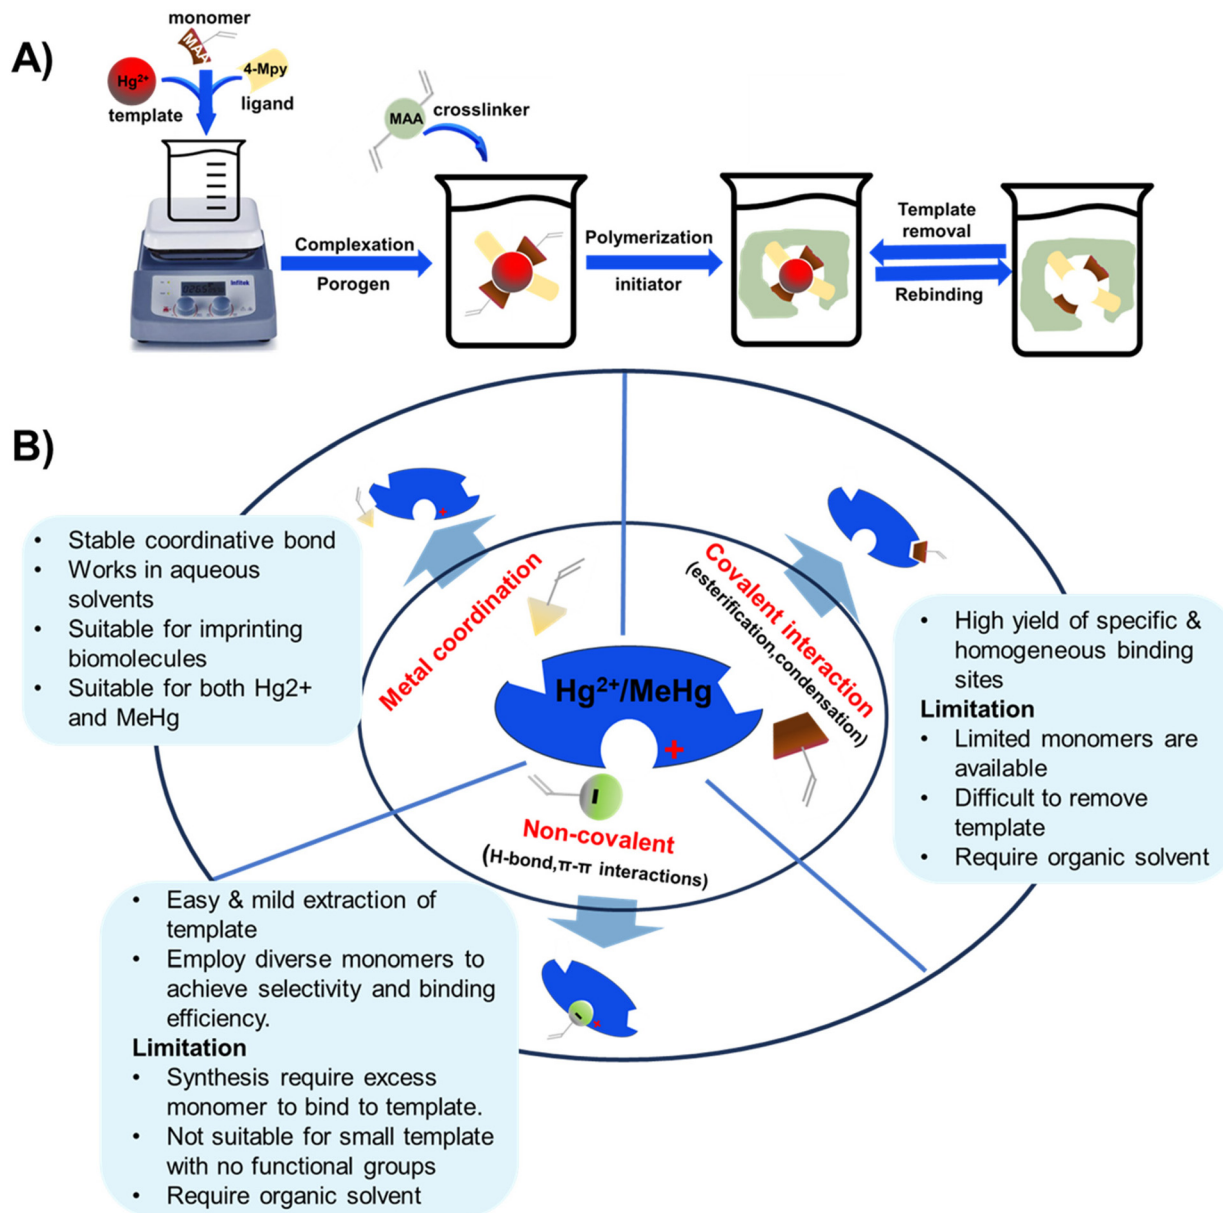 A)
monomer
MAA
Hg²⁺
4-Mpy
template
ligand
MAA
crosslinker
infitek
Complexation
Porogen
Polymerization
initiator
Template
removal
Rebinding
B)
• Stable coordinative bond
• Works in aqueous
solvents
• Suitable for imprinting
biomolecules
• Suitable for both Hg2+
and MeHg
Metal coordination
+
Covalent interaction
(esterification,condensation)
Hg²⁺/MeHg
+
Non-covalent
(H-bond,π-π interactions)
• High yield of specific &
homogeneous binding
sites
Limitation
• Limited monomers are
available
• Difficult to remove
template
• Require organic solvent
• Easy & mild extraction of
template
• Employ diverse monomers to
achieve selectivity and binding
efficiency.
Limitation
• Synthesis require excess
monomer to bind to template.
• Not suitable for small template
with no functional groups
• Require organic solvent